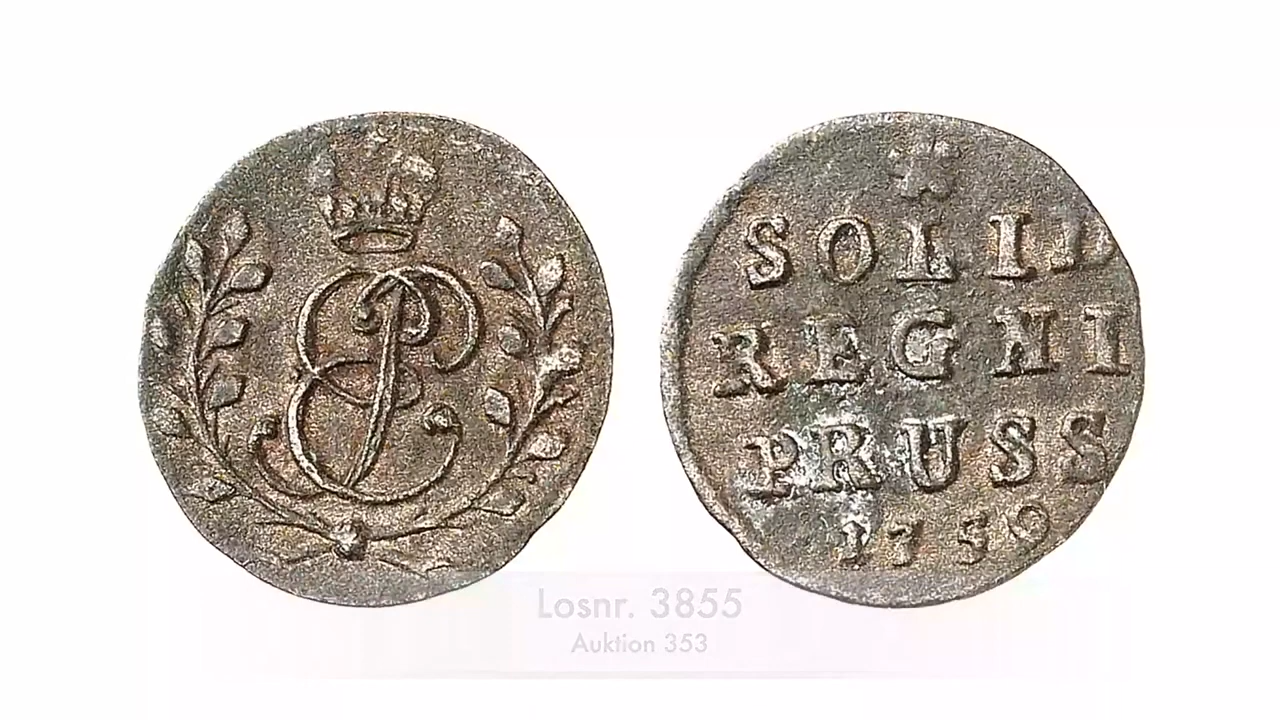 SOLID
REGNI
PRUSS
1759
Losnr. 3855
Auktion 353